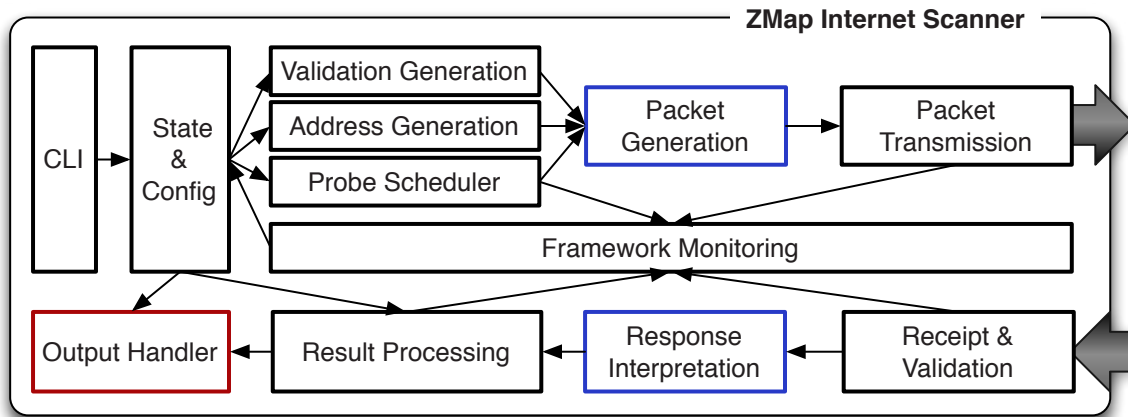 ZMap Internet Scanner
CLI
State
&
Config
Validation Generation
Address Generation
Probe Scheduler
Packet
Generation
Packet
Transmission
Framework Monitoring
Output Handler
Result Processing
Response
Interpretation
Receipt &
Validation